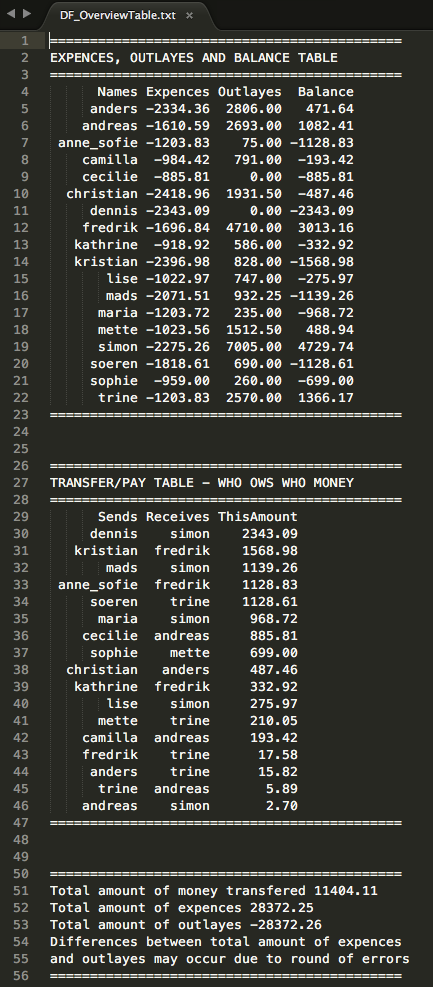 DF_OverviewTable.txt ×
1 ============================================
2 EXPENCES, OUTLAYES AND BALANCE TABLE
3 ============================================
4 Names Expences Outlayes Balance
5 anders -2334.36 2806.00 471.64
6 andreas -1610.59 2693.00 1082.41
7 anne_sofie -1203.83 75.00 -1128.83
8 camilla -984.42 791.00 -193.42
9 cecilie -885.81 0.00 -885.81
10 christian -2418.96 1931.50 -487.46
11 dennis -2343.09 0.00 -2343.09
12 fredrik -1696.84 4710.00 3013.16
13 kathrine -918.92 586.00 -332.92
14 kristian -2396.98 828.00 -1568.98
15 lise -1022.97 747.00 -275.97
16 mads -2071.51 932.25 -1139.26
17 maria -1203.72 235.00 -968.72
18 mette -1023.56 1512.50 488.94
19 simon -2275.26 7005.00 4729.74
20 soeren -1818.61 690.00 -1128.61
21 sophie -959.00 260.00 -699.00
22 trine -1203.83 2570.00 1366.17
23 ============================================
24
25
26 ============================================
27 TRANSFER/PAY TABLE - WHO OWS WHO MONEY
28 ============================================
29 Sends Receives ThisAmount
30 dennis simon 2343.09
31 kristian fredrik 1568.98
32 mads simon 1139.26
33 anne_sofie fredrik 1128.83
34 soeren trine 1128.61
35 maria simon 968.72
36 cecilie andreas 885.81
37 sophie mette 699.00
38 christian anders 487.46
39 kathrine fredrik 332.92
40 lise simon 275.97
41 mette trine 210.05
42 camilla andreas 193.42
43 fredrik trine 17.58
44 anders trine 15.82
45 trine andreas 5.89
46 andreas simon 2.70
47 ============================================
48
49
50 ============================================
51 Total amount of money transfered 11404.11
52 Total amount of expences 28372.25
53 Total amount of outlayes -28372.26
54 Differences between total amount of expences
55 and outlayes may occur due to round of errors
56 ============================================